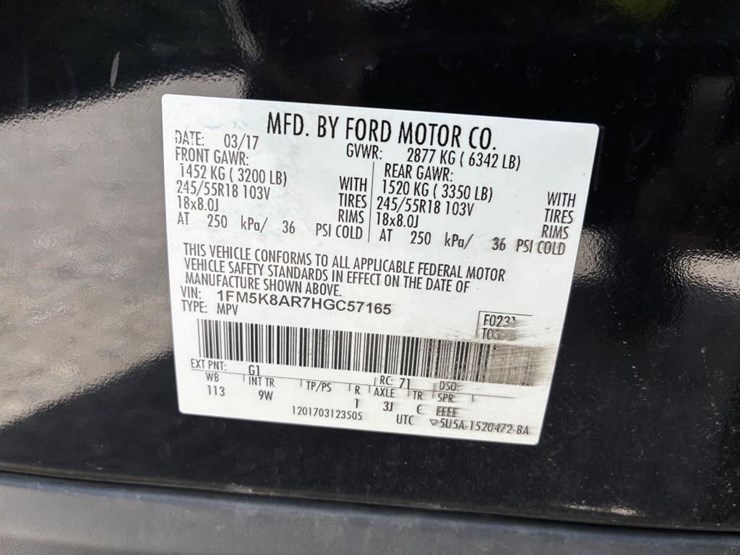 MFD. BY FORD MOTOR CO.
DATE: 03/17 GVWR: 2877 KG ( 6342 LB)
FRONT GAWR: REAR GAWR:
1452 KG ( 3200 LB) WITH 1520 KG ( 3350 LB) WITH
245/55R18 103V TIRES 245/55R18 103V TIRES
18x8.0J RIMS 18x8.0J RIMS
AT 250 kPa/ 36 PSI COLD AT 250 kPa/ 36 PSI COLD
THIS VEHICLE CONFORMS TO ALL APPLICABLE FEDERAL MOTOR
VEHICLE SAFETY STANDARDS IN EFFECT ON THE DATE OF
MANUFACTURE SHOWN ABOVE.
VIN: 1FM5K8AR7HGC57165
TYPE: MPV
EXT PNT: G1 RC: 71 DSO:
WB INT TR TP/PS R AXLE TR SPR
113 9W 1 3J C EEEE
1201703123505 UTC 5U5A-1520472-BA